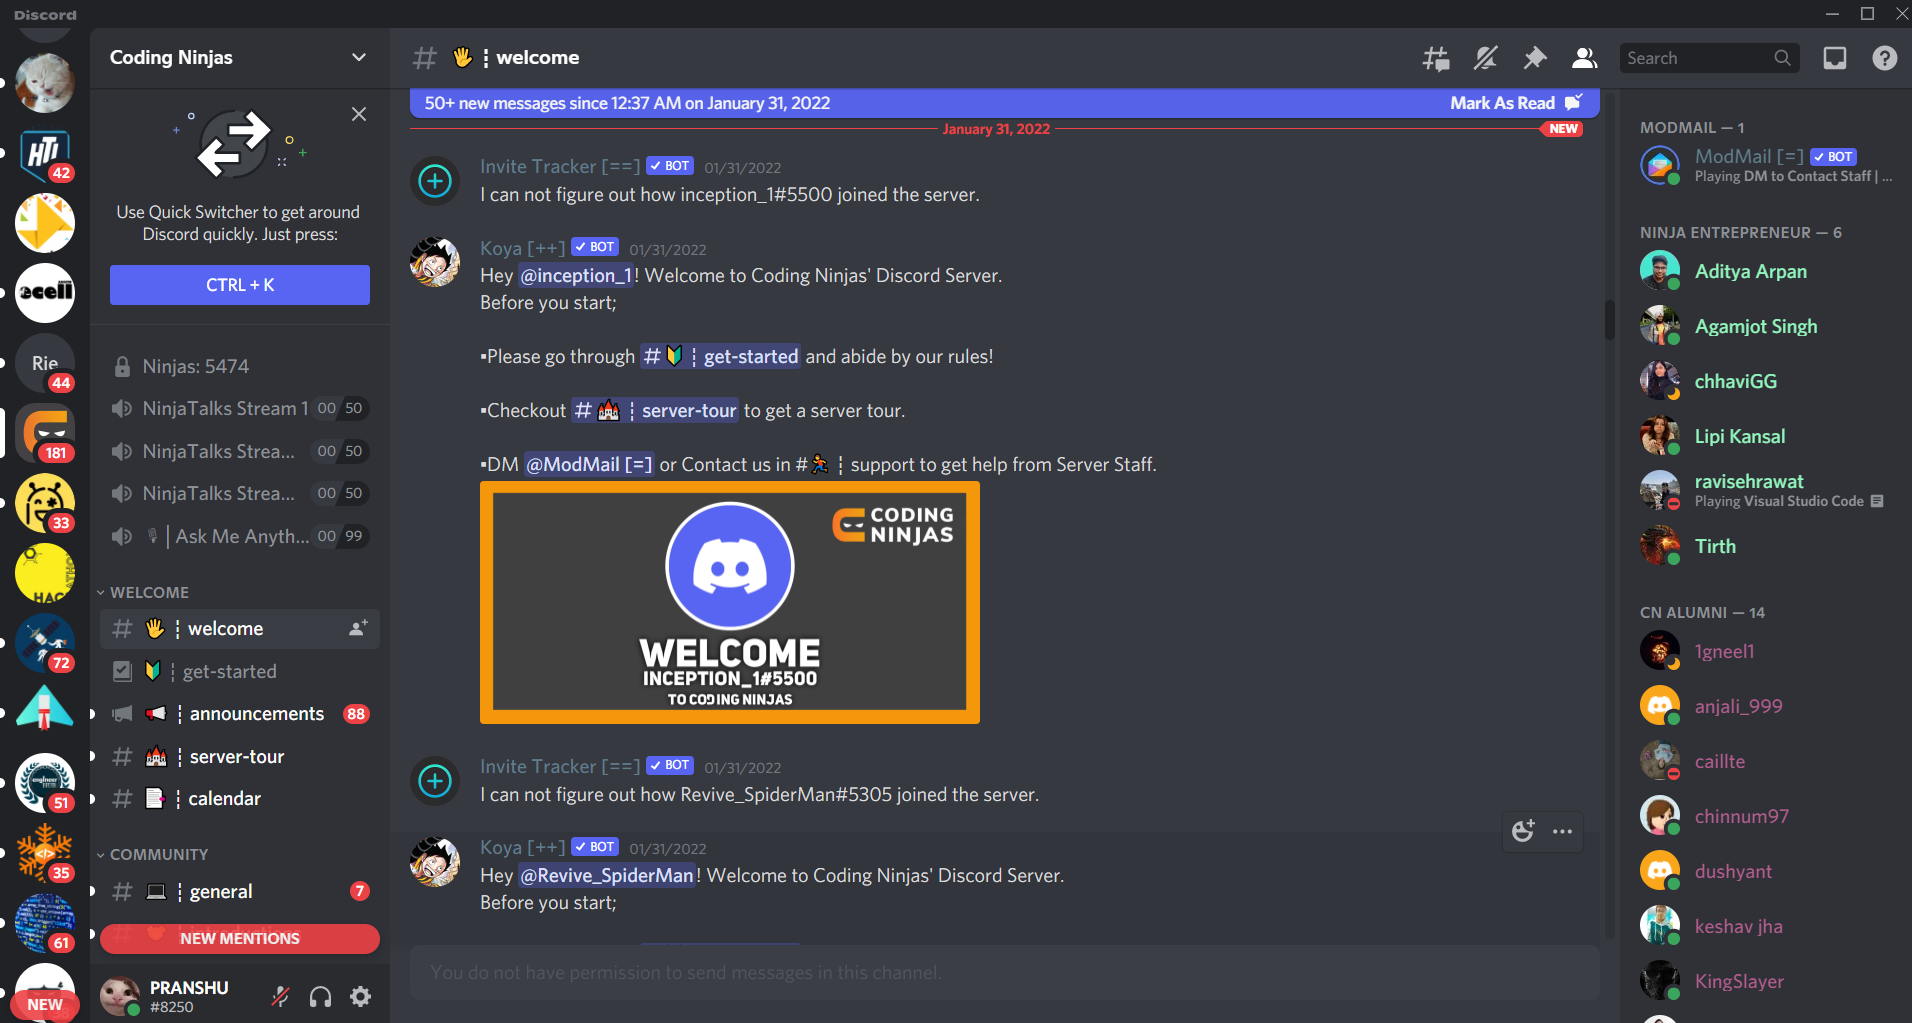 Discord
42
ecell
Rie
44
181
33
HAC
72
engineer
51
35
61
NEW
Coding Ninjas
Use Quick Switcher to get around
Discord quickly. Just press:
CTRL + K
Ninjas: 5474
NinjaTalks Stream 1 00 50
NinjaTalks Strea... 00 50
NinjaTalks Strea... 00 50
| Ask Me Anyth... 00 99
WELCOME
# ¦ welcome
¦ get-started
¦ announcements 88
# ¦ server-tour
# ¦ calendar
COMMUNITY
# ¦ general 7
NEW MENTIONS
PRANSHU
#8250
# 🖐 ¦ welcome
Search
50+ new messages since 12:37 AM on January 31, 2022 Mark As Read
January 31, 2022 NEW
Invite Tracker [==] ✓ BOT 01/31/2022
I can not figure out how inception_1#5500 joined the server.
Koya [++] ✓ BOT 01/31/2022
Hey @inception_1! Welcome to Coding Ninjas' Discord Server.
Before you start;
▪Please go through # 🔰 ¦ get-started and abide by our rules!
▪Checkout # 🏰 ¦ server-tour to get a server tour.
▪DM @ModMail [=] or Contact us in # 🏃 ¦ support to get help from Server Staff.
CODING
NINJAS
WELCOME
INCEPTION_1#5500
TO CODING NINJAS
Invite Tracker [==] ✓ BOT 01/31/2022
I can not figure out how Revive_SpiderMan#5305 joined the server.
Koya [++] ✓ BOT 01/31/2022
Hey @Revive_SpiderMan! Welcome to Coding Ninjas' Discord Server.
Before you start;
You do not have permission to send messages in this channel.
MODMAIL — 1
ModMail [=] ✓ BOT
Playing DM to Contact Staff | ...
NINJA ENTREPRENEUR — 6
Aditya Arpan
Agamjot Singh
chhaviGG
Lipi Kansal
ravisehrawat
Playing Visual Studio Code
Tirth
CN ALUMNI — 14
1gneel1
anjali_999
caillte
chinnum97
dushyant
keshav jha
KingSlayer